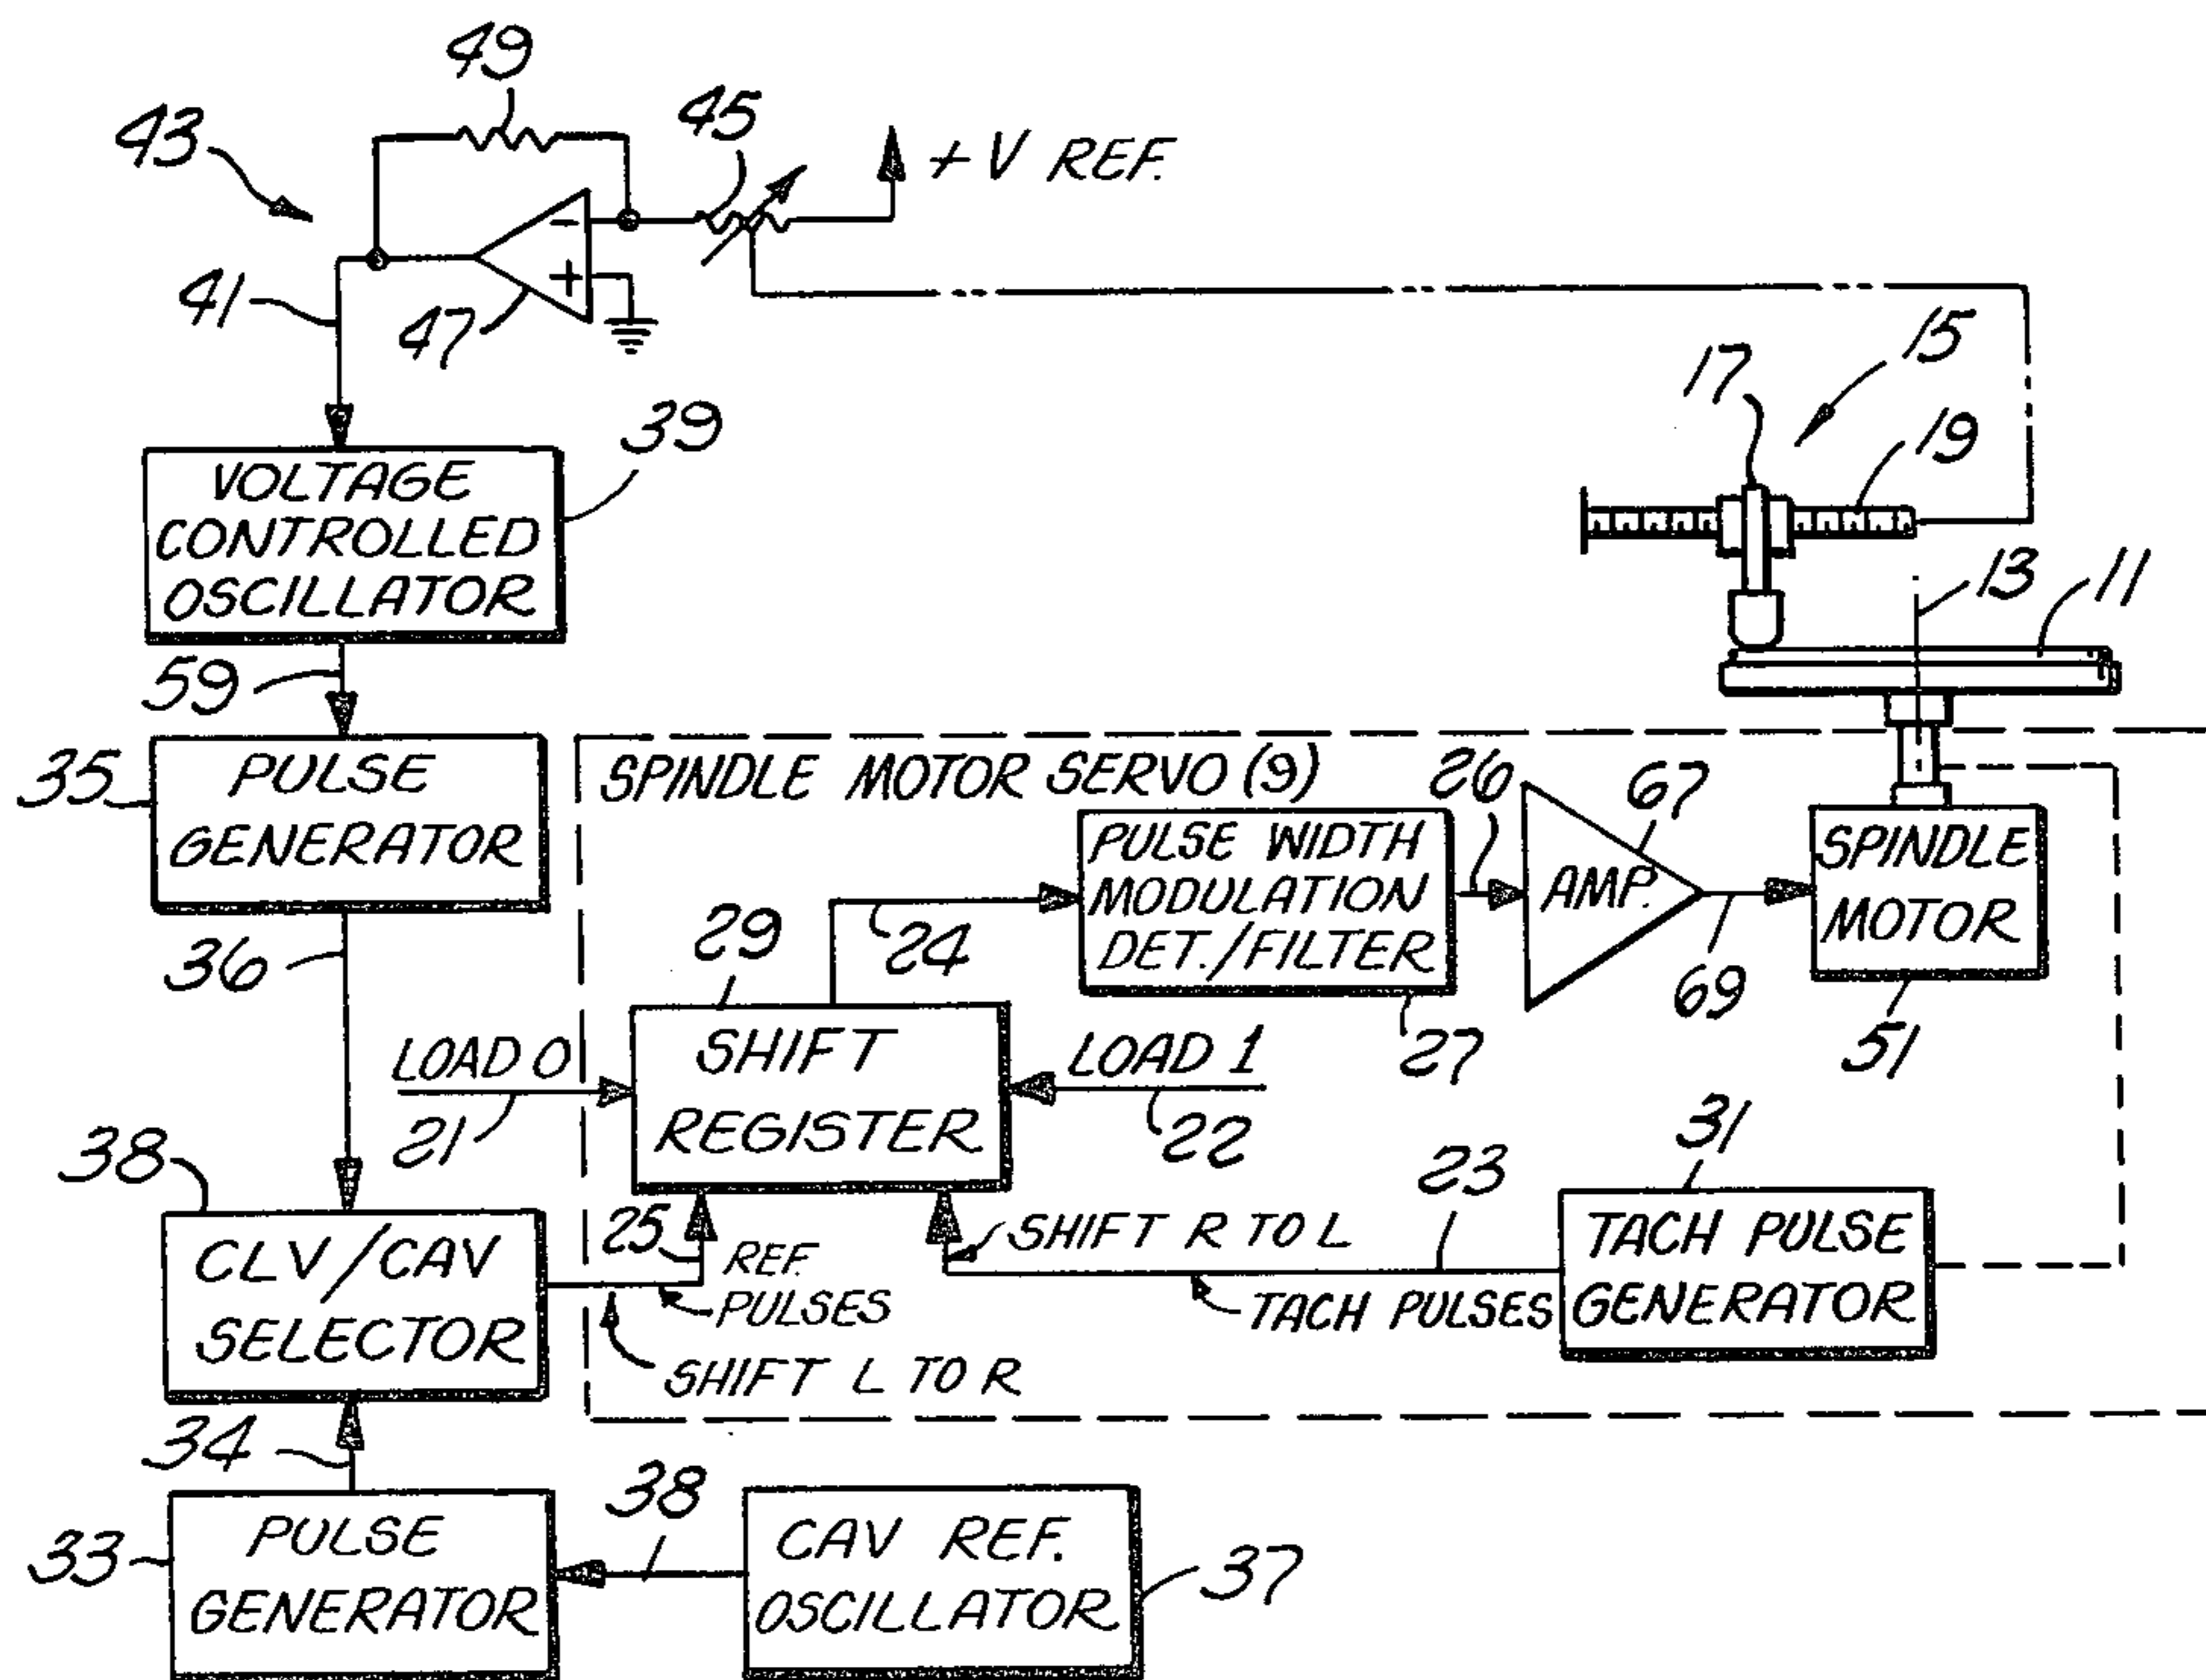 49
45
43
+V REF.
41
47
15
17
39
19
VOLTAGE
CONTROLLED
OSCILLATOR
13
11
59
35
PULSE
GENERATOR
SPINDLE MOTOR SERVO (9)
26
67
PULSE WIDTH
MODULATION
DET./FILTER
AMP.
SPINDLE
MOTOR
36
29
24
69
27
51
LOAD 0
SHIFT
REGISTER
LOAD 1
21
22
38
31
23
25
REF.
PULSES
SHIFT R TO L
TACH PULSE
GENERATOR
CLV/CAV
SELECTOR
TACH PULSES
SHIFT L TO R
34
38
33
PULSE
GENERATOR
CAV REF.
OSCILLATOR
37